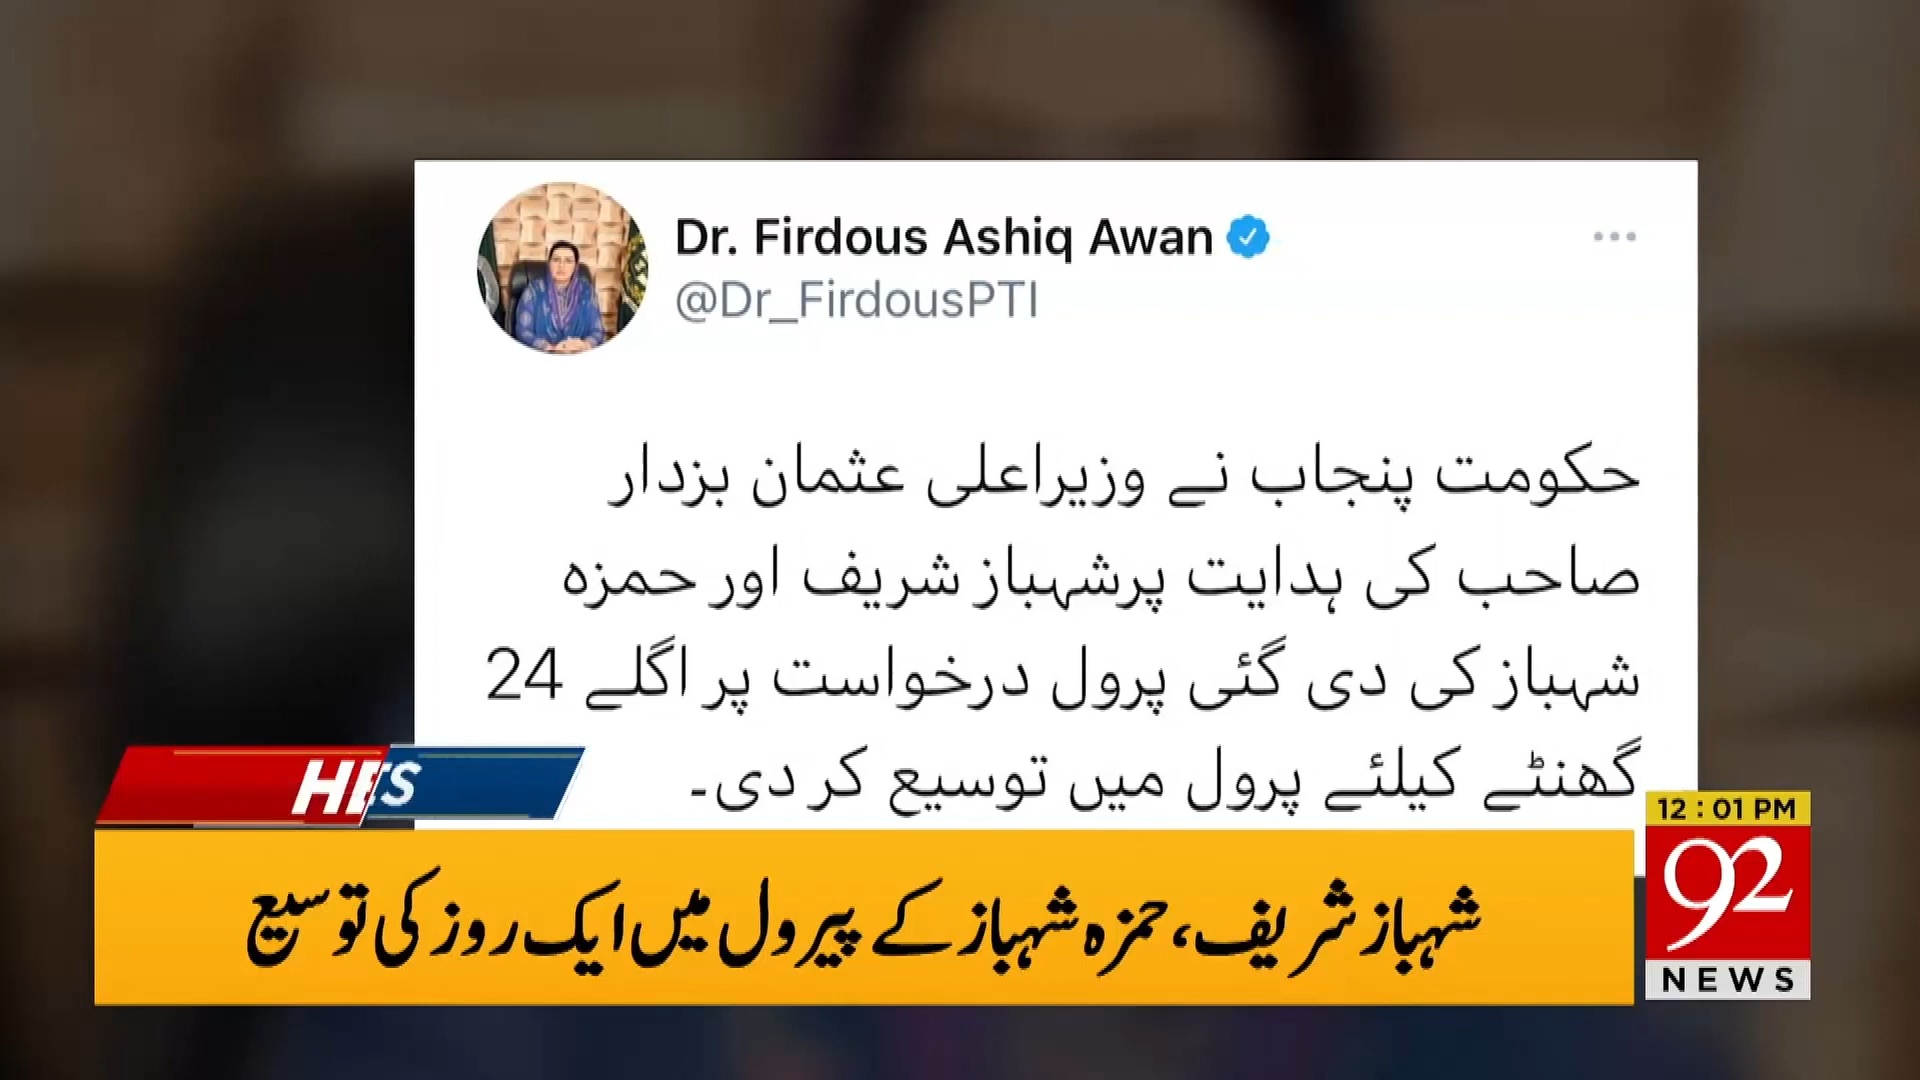 Dr. Firdous Ashiq Awan
@Dr_FirdousPTI
حکومت پنجاب نے وزیراعلی عثمان بزدار
صاحب کی ہدایت پرشہباز شریف اور حمزہ
شہباز کی دی گئی پرول درخواست پر اگلے 24
گھنٹے کیلئے پرول میں توسیع کر دی۔
12 : 01 PM
92
NEWS
شہباز شریف، حمزہ شہباز کے پیرول میں ایک روز کی توسیع